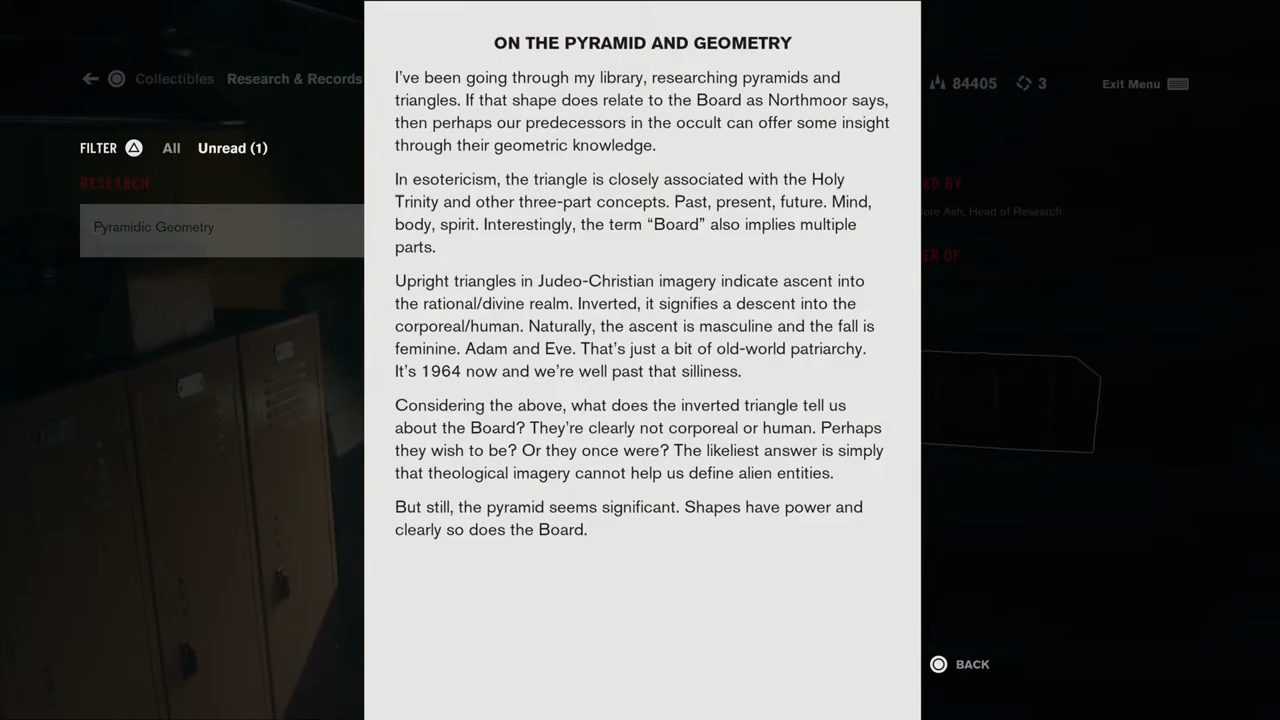 ON THE PYRAMID AND GEOMETRY
Collectibles Research & Records
84405 3 Exit Menu
I've been going through my library, researching pyramids and
triangles. If that shape does relate to the Board as Northmoor says,
then perhaps our predecessors in the occult can offer some insight
through their geometric knowledge.
FILTER All Unread (1)
RESEARCH
Pyramidic Geometry
In esotericism, the triangle is closely associated with the Holy
Trinity and other three-part concepts. Past, present, future. Mind,
body, spirit. Interestingly, the term “Board” also implies multiple
parts.
BY
Ash, Head of Research
OF
Upright triangles in Judeo-Christian imagery indicate ascent into
the rational/divine realm. Inverted, it signifies a descent into the
corporeal/human. Naturally, the ascent is masculine and the fall is
feminine. Adam and Eve. That's just a bit of old-world patriarchy.
It's 1964 now and we're well past that silliness.
Considering the above, what does the inverted triangle tell us
about the Board? They're clearly not corporeal or human. Perhaps
they wish to be? Or they once were? The likeliest answer is simply
that theological imagery cannot help us define alien entities.
But still, the pyramid seems significant. Shapes have power and
clearly so does the Board.
BACK